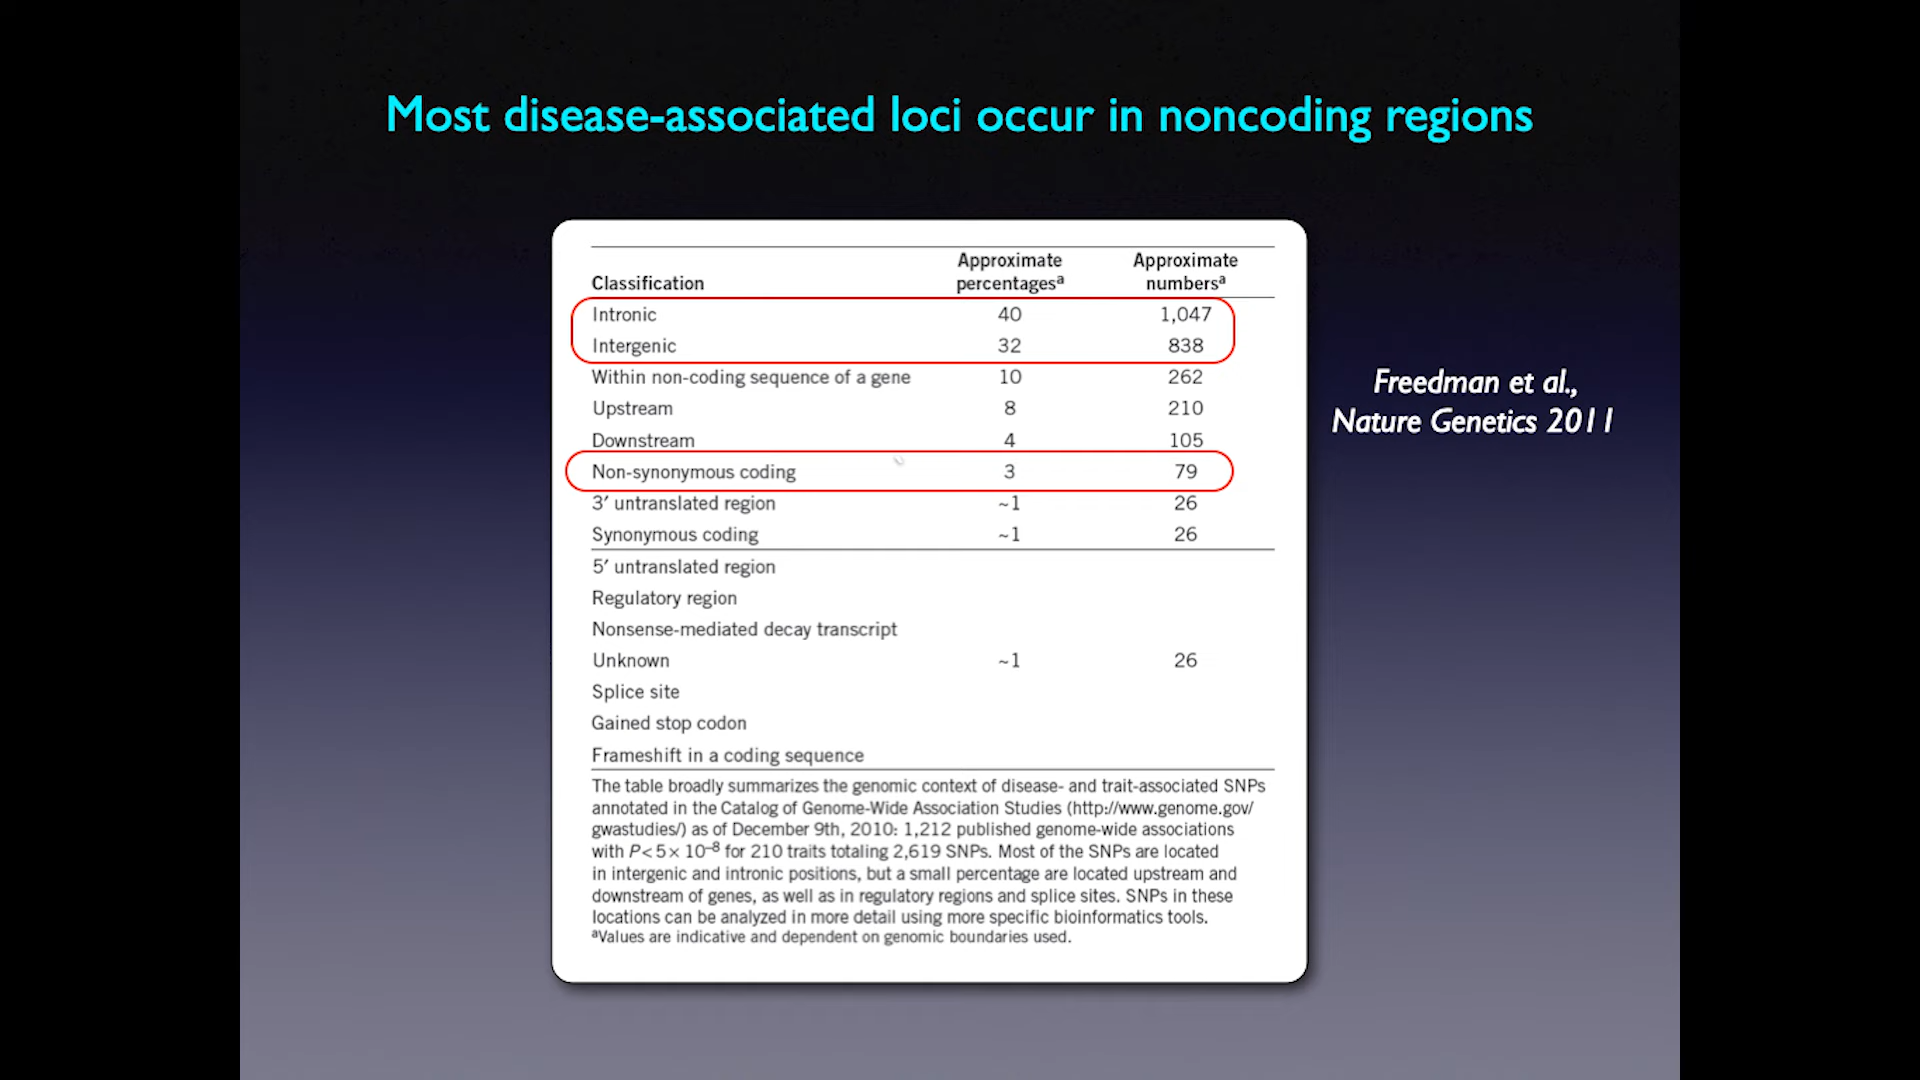 Most disease-associated loci occur in noncoding regions
Approximate Approximate
Classification percentagesª numbersª
Intronic 40 1,047
Intergenic 32 838
Within non-coding sequence of a gene 10 262
Upstream 8 210
Downstream 4 105
Non-synonymous coding 3 79
3′ untranslated region ~1 26
Synonymous coding ~1 26
5′ untranslated region
Regulatory region
Nonsense-mediated decay transcript
Unknown ~1 26
Splice site
Gained stop codon
Frameshift in a coding sequence
The table broadly summarizes the genomic context of disease- and trait-associated SNPs
annotated in the Catalog of Genome-Wide Association Studies (http://www.genome.gov/
gwastudies/) as of December 9th, 2010: 1,212 published genome-wide associations
with P< 5× 10⁻⁸ for 210 traits totaling 2,619 SNPs. Most of the SNPs are located
in intergenic and intronic positions, but a small percentage are located upstream and
downstream of genes, as well as in regulatory regions and splice sites. SNPs in these
locations can be analyzed in more detail using more specific bioinformatics tools.
ªValues are indicative and dependent on genomic boundaries used.
Freedman et al.,
Nature Genetics 2011